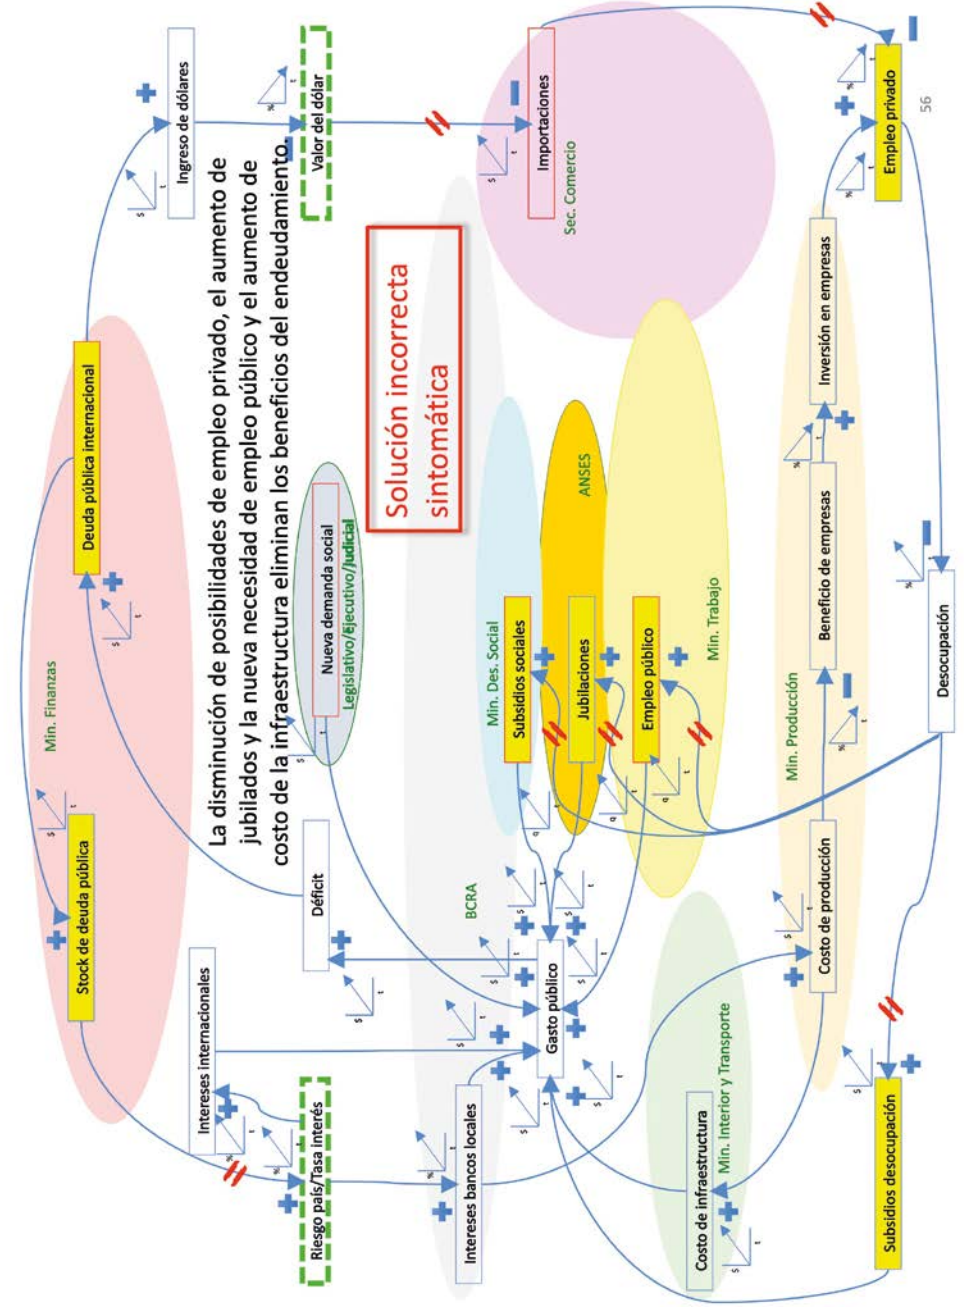 Min. Finanzas
Stock de deuda pública
Deuda pública internacional
Intereses internacionales
Ingreso de dólares
La disminución de posibilidades de empleo privado, el aumento de
jubilados y la nueva necesidad de empleo público y el aumento de
costo de la infraestructura eliminan los beneficios del endeudamiento.
Riesgo país/Tasa interés
Déficit
Nueva demanda social
Legislativo/Ejecutivo/Judicial
Valor del dólar
Solución incorrecta
sintomática
BCRA
Intereses bancos locales
Gasto público
Min. Des. Social
Subsidios sociales
ANSES
Jubilaciones
Empleo público
Min. Trabajo
Importaciones
Sec. Comercio
Costo de infraestructura
Min. Interior y Transporte
Min. Producción
Costo de producción
Beneficio de empresas
Inversión en empresas
Empleo privado
Subsidios desocupación
Desocupación
56